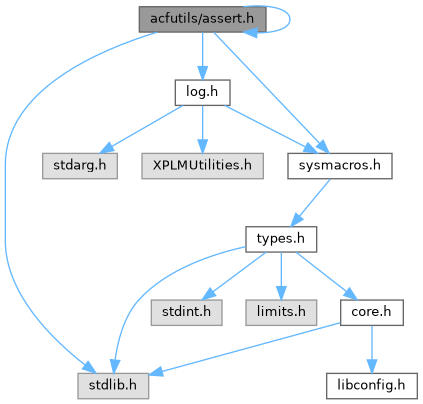 acfutils/assert.h
log.h
stdarg.h
XPLMUtilities.h
sysmacros.h
types.h
stdint.h
limits.h
core.h
stdlib.h
libconfig.h